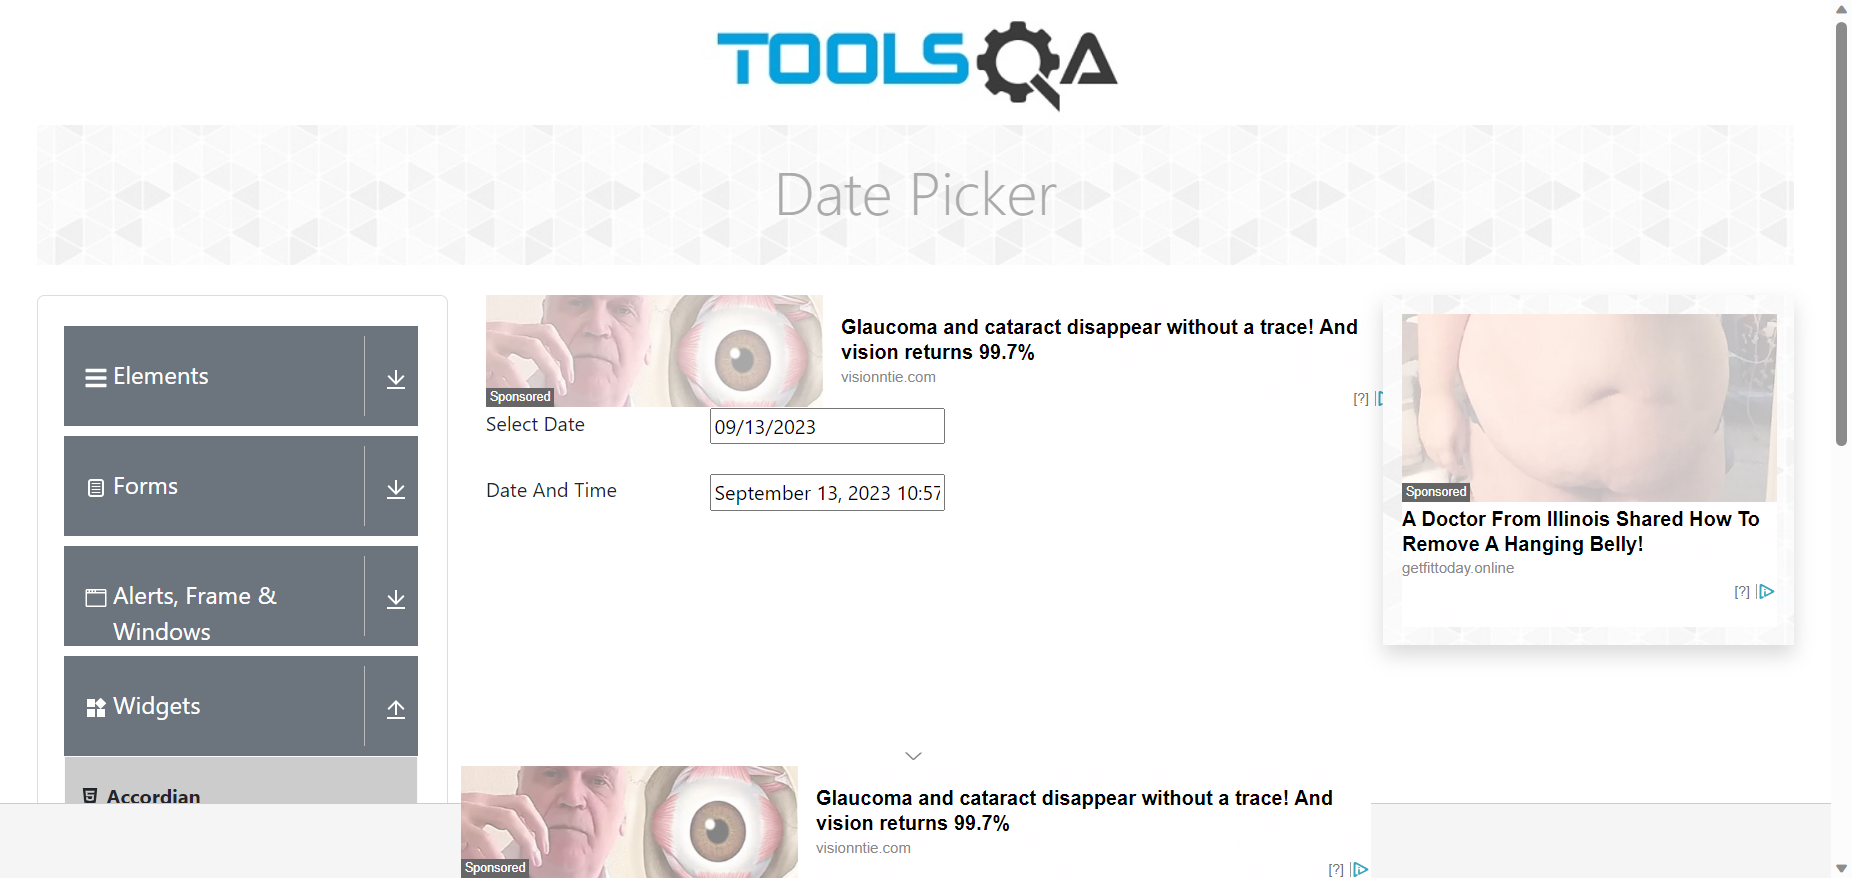 TOOLSQA
Date Picker
Elements
Forms
Alerts, Frame &
Windows
Widgets
Accordian
Sponsored
Glaucoma and cataract disappear without a trace! And
vision returns 99.7%
visionntie.com
[?]
Select Date
09/13/2023
Date And Time
September 13, 2023 10:57
Sponsored
A Doctor From Illinois Shared How To
Remove A Hanging Belly!
getfittoday.online
[?]
Sponsored
Glaucoma and cataract disappear without a trace! And
vision returns 99.7%
visionntie.com
[?]